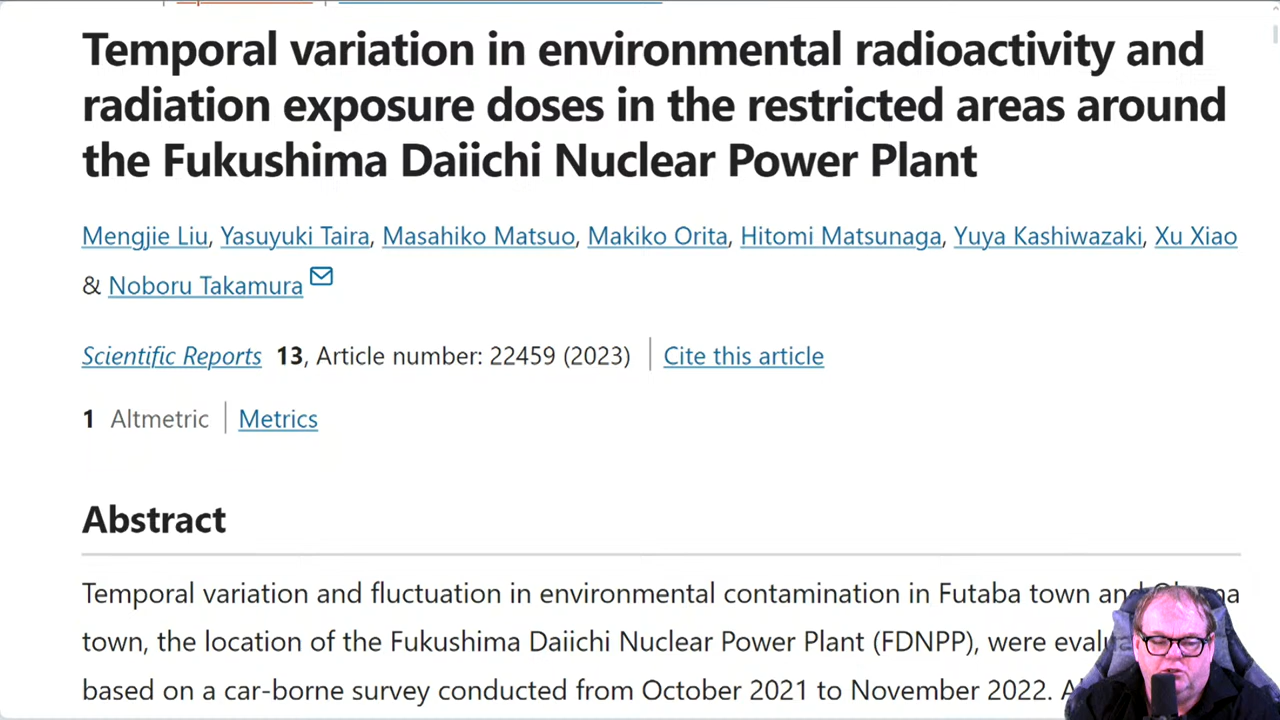 Temporal variation in environmental radioactivity and
radiation exposure doses in the restricted areas around
the Fukushima Daiichi Nuclear Power Plant
Mengjie Liu, Yasuyuki Taira, Masahiko Matsuo, Makiko Orita, Hitomi Matsunaga, Yuya Kashiwazaki, Xu Xiao
& Noboru Takamura
Scientific Reports 13, Article number: 22459 (2023) Cite this article
1 Altmetric Metrics
Abstract
Temporal variation and fluctuation in environmental contamination in Futaba town and
town, the location of the Fukushima Daiichi Nuclear Power Plant (FDNPP), were
based on a car-borne survey conducted from October 2021 to November 2022.